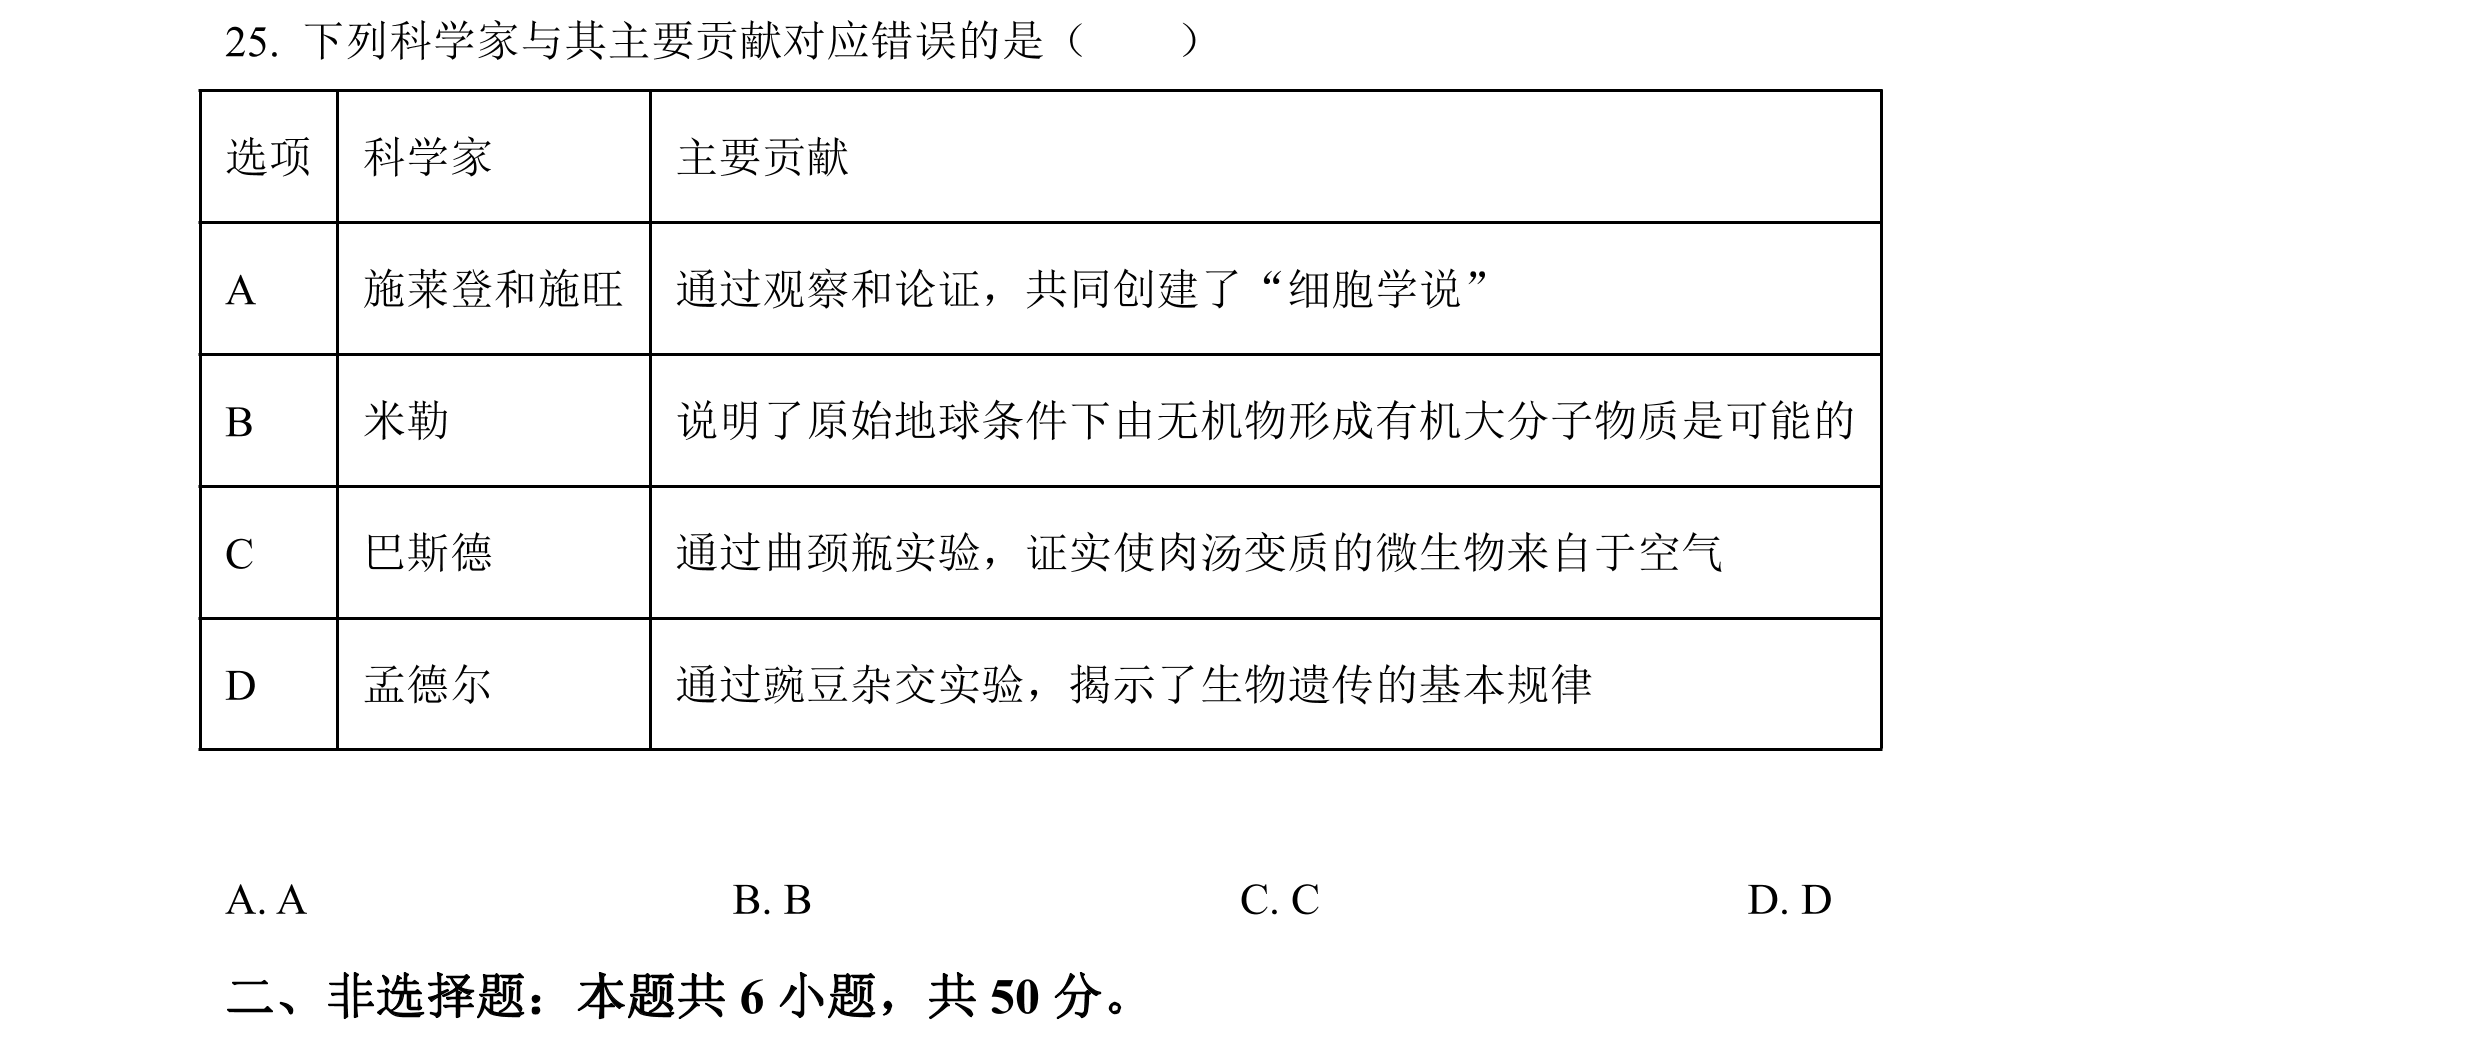 25. 下列科学家与其主要贡献对应错误的是（　　）
选项 科学家 主要贡献
A 施莱登和施旺 通过观察和论证，共同创建了“细胞学说”
B 米勒 说明了原始地球条件下由无机物形成有机大分子物质是可能的
C 巴斯德 通过曲颈瓶实验，证实使肉汤变质的微生物来自于空气
D 孟德尔 通过豌豆杂交实验，揭示了生物遗传的基本规律
A. A B. B C. C D. D
二、非选择题：本题共 6 小题，共 50 分。